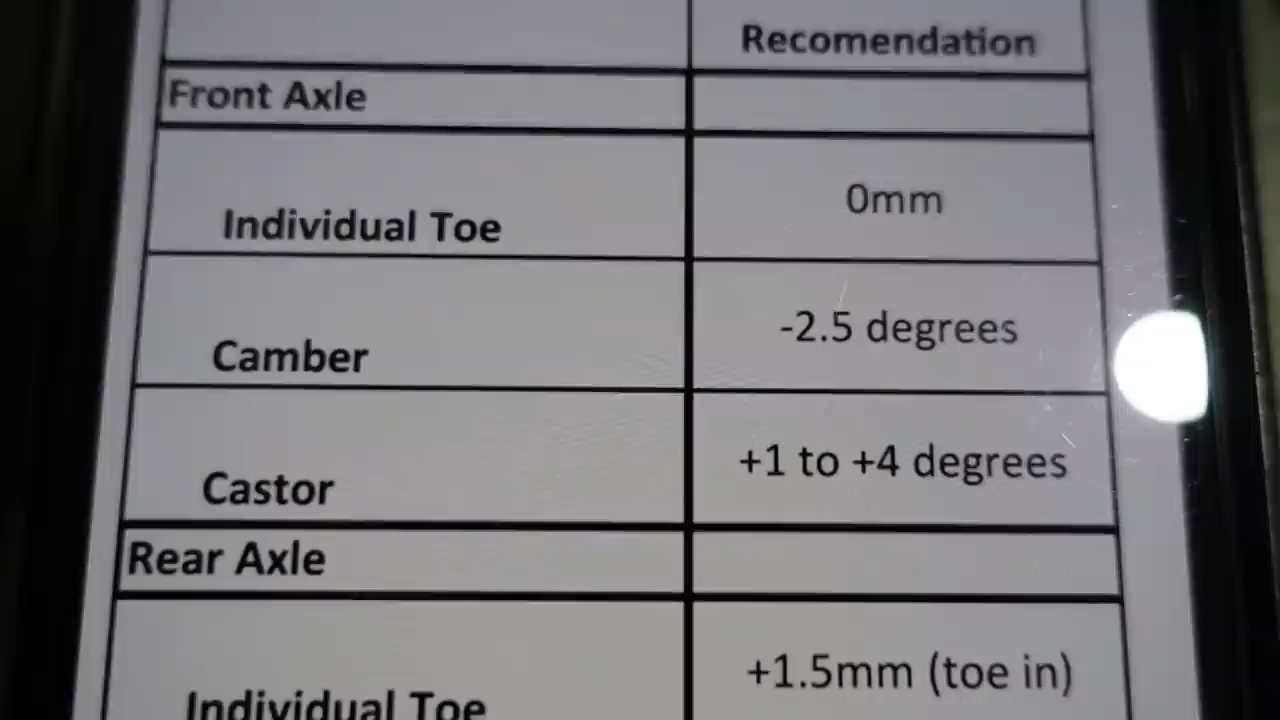 Recomendation
Front Axle
Individual Toe 0mm
Camber -2.5 degrees
Castor +1 to +4 degrees
Rear Axle
Individual Toe +1.5mm (toe in)